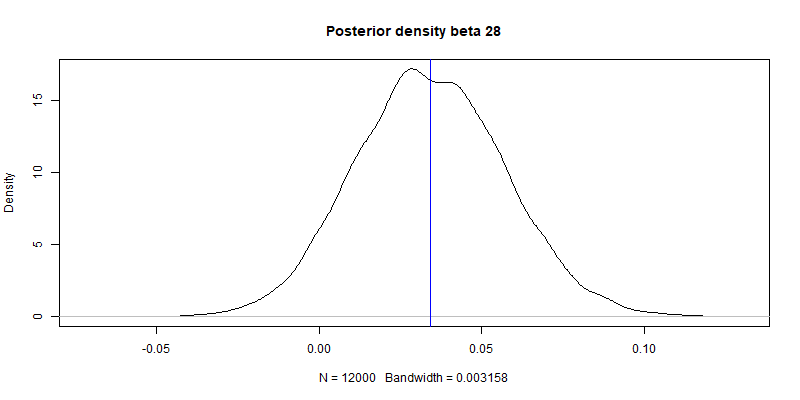 Posterior density beta 28
Density
15
10
5
0
-0.05 0.00 0.05 0.10
N = 12000 Bandwidth = 0.003158